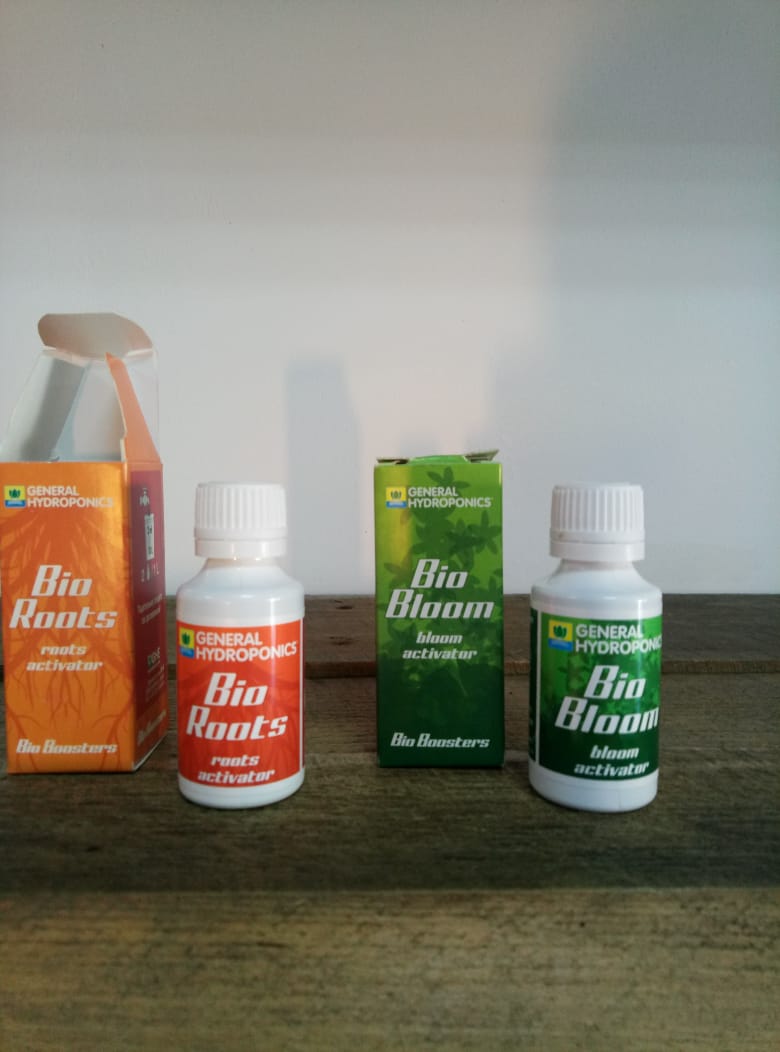 GENERAL
HYDROPONICS
Bio
Roots
roots
activator
Bio Boosters
GENERAL
HYDROPONICS
Bio
Roots
roots
activator
GENERAL
HYDROPONICS
Bio
Bloom
bloom
activator
Bio Boosters
GENERAL
HYDROPONICS
Bio
Bloom
bloom
activator